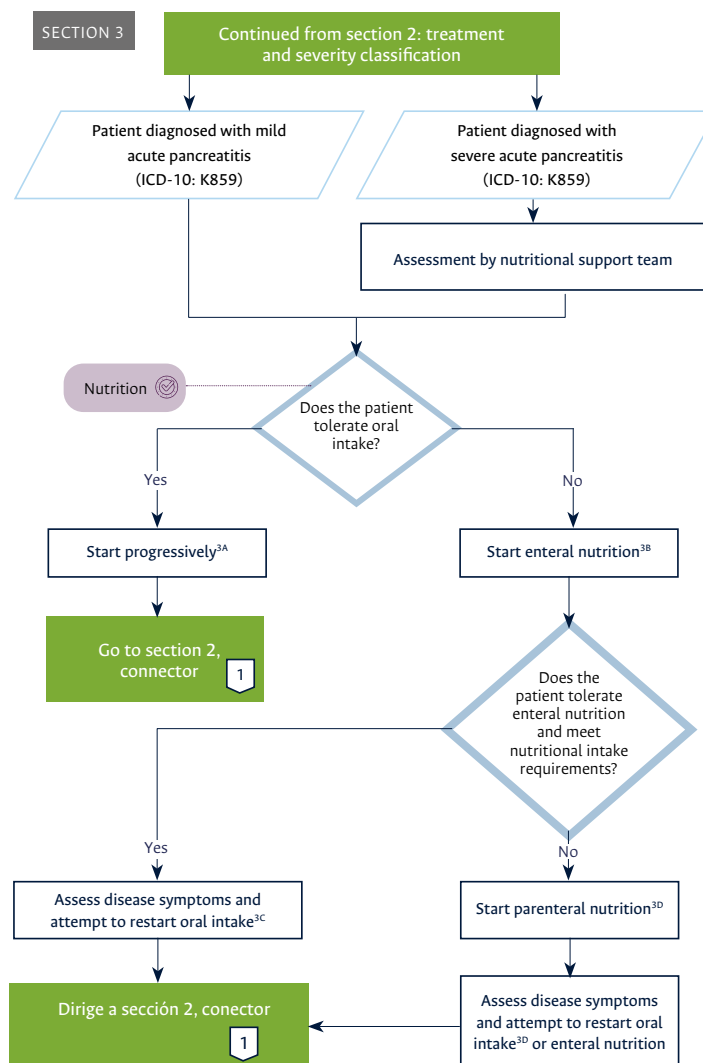 SECTION 3
Continued from section 2: treatment
and severity classification
Patient diagnosed with mild
acute pancreatitis
(ICD-10: K859)
Patient diagnosed with
severe acute pancreatitis
(ICD-10: K859)
Assessment by nutritional support team
Nutrition
Does the patient
tolerate oral
intake?
Yes
No
Start progressively3A
Start enteral nutrition3B
Go to section 2,
connector
1
Does the
patient tolerate
enteral nutrition
and meet
nutritional intake
requirements?
Yes
No
Assess disease symptoms and
attempt to restart oral intake3C
Start parenteral nutrition3D
Dirige a sección 2, conector
1
Assess disease symptoms
and attempt to restart oral
intake3D or enteral nutrition